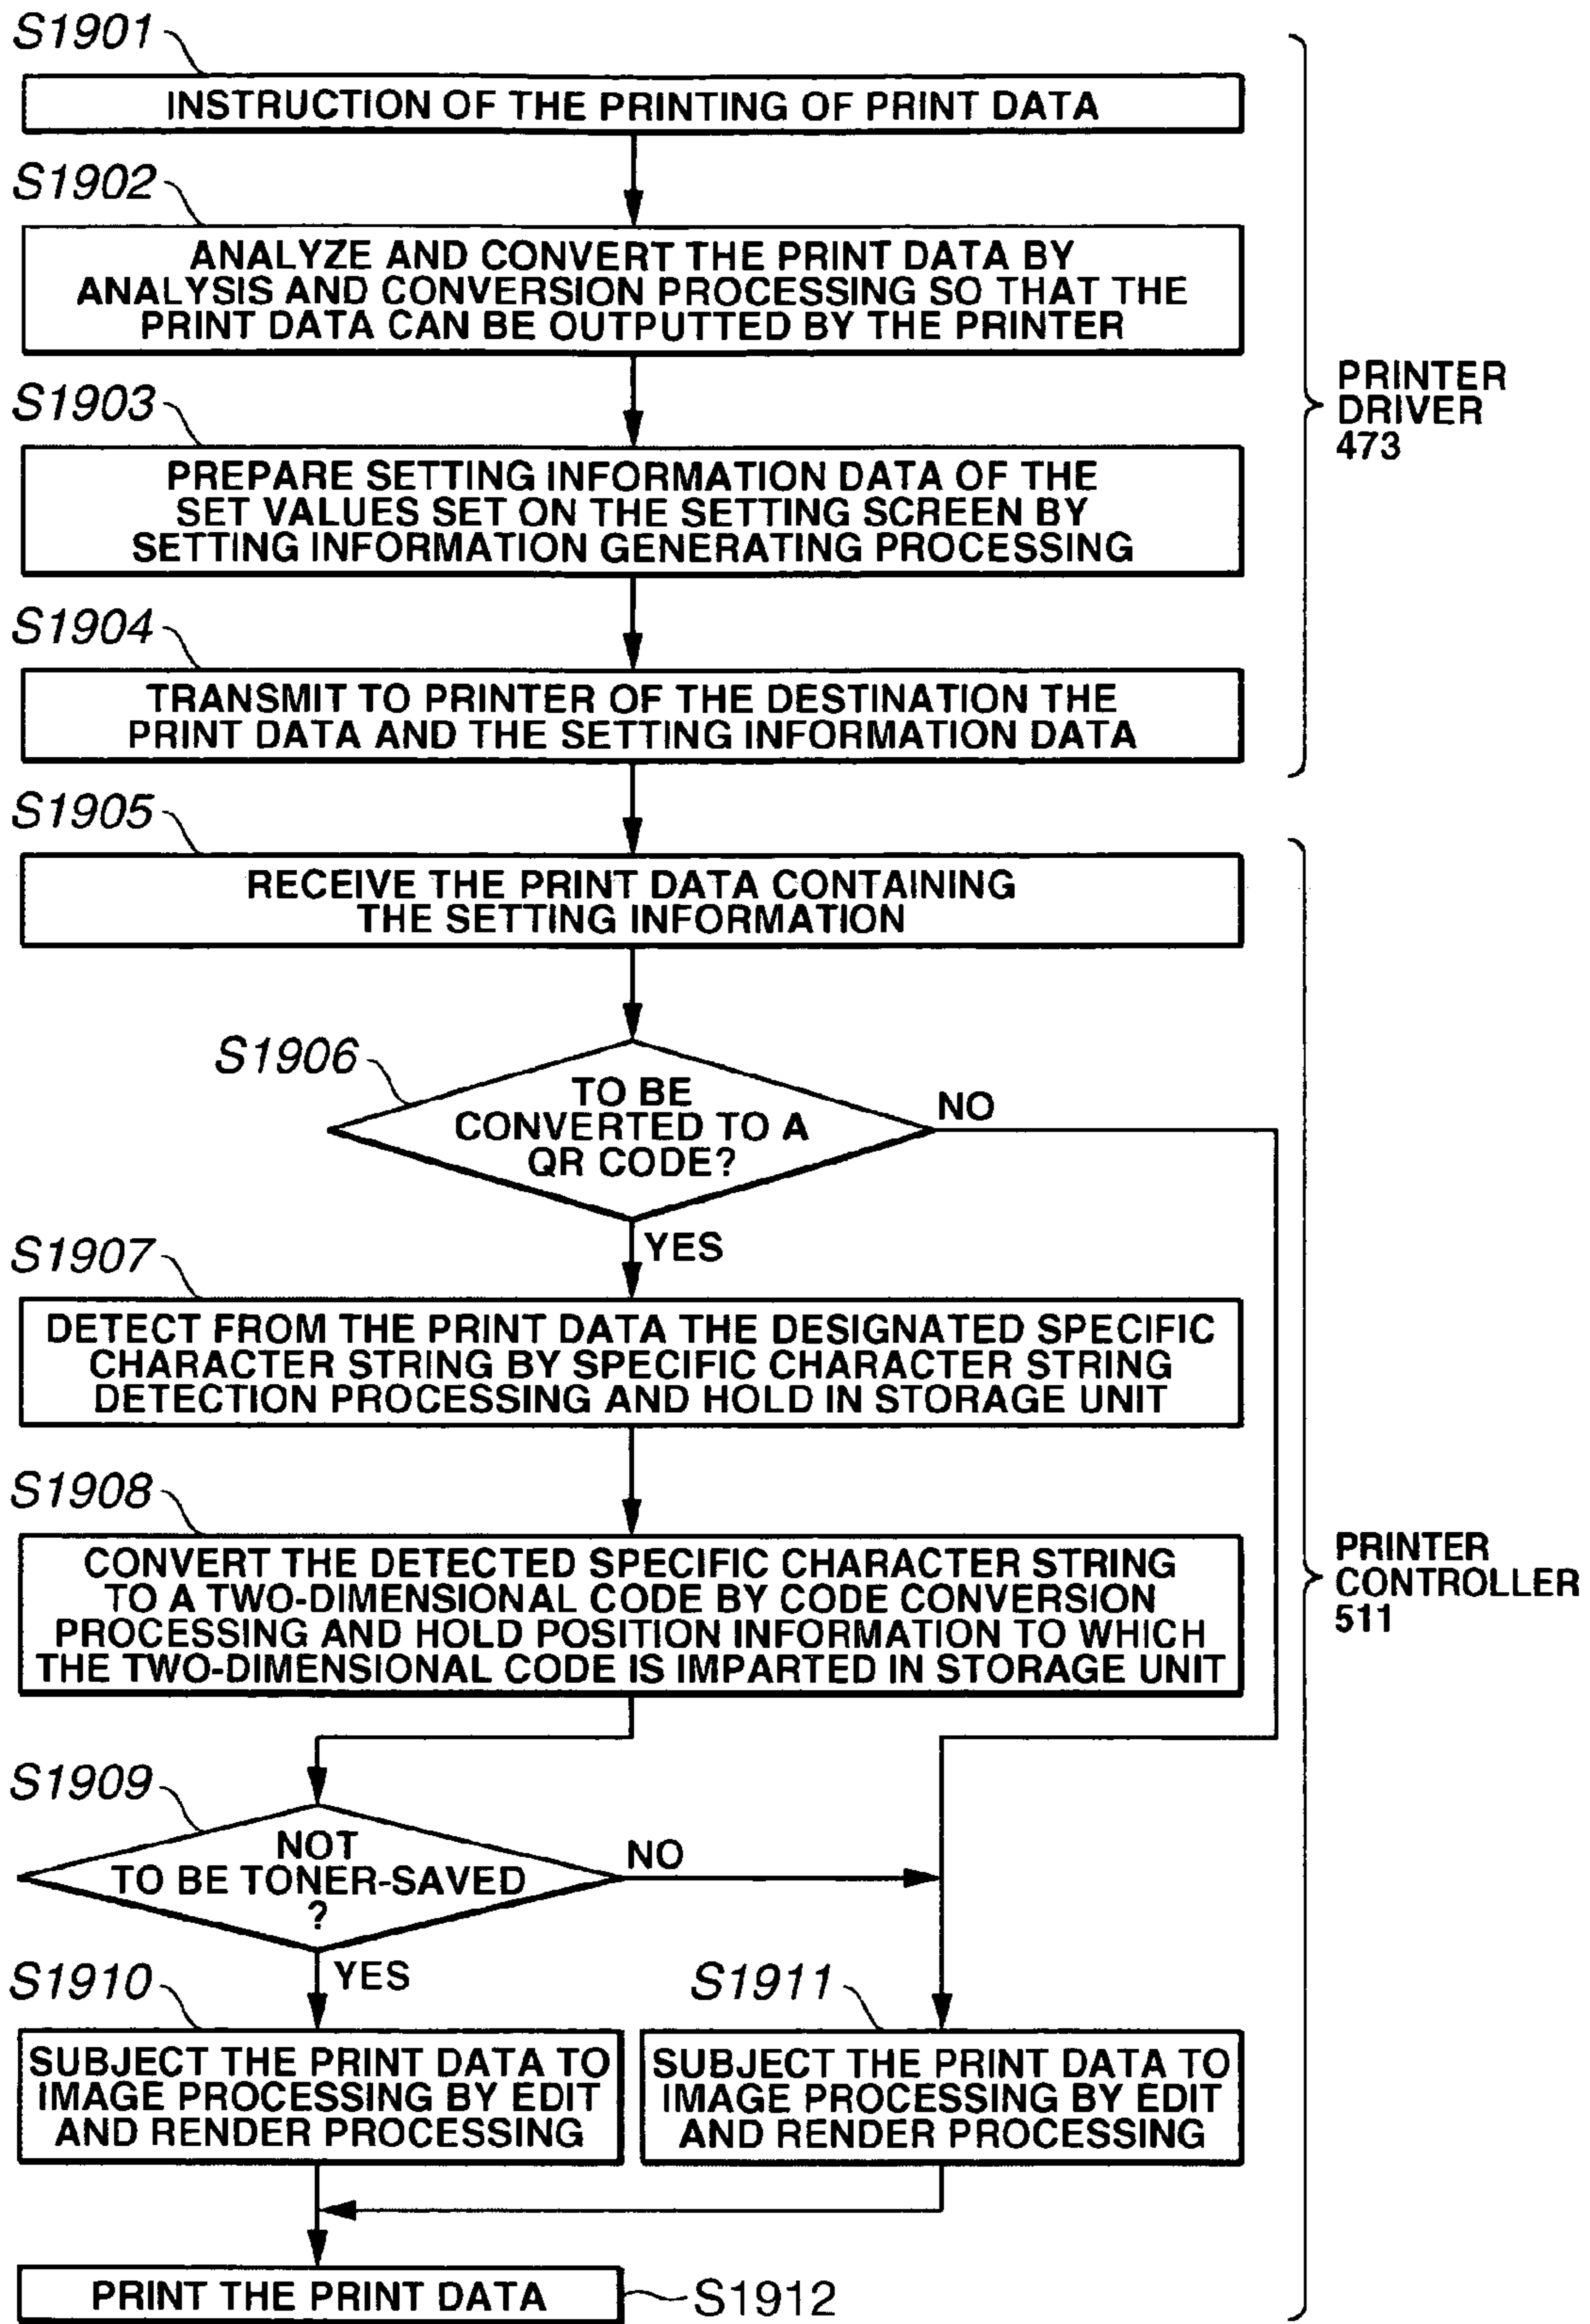 S1901
INSTRUCTION OF THE PRINTING OF PRINT DATA
S1902
ANALYZE AND CONVERT THE PRINT DATA BY
ANALYSIS AND CONVERSION PROCESSING SO THAT THE
PRINT DATA CAN BE OUTPUTTED BY THE PRINTER
S1903
PREPARE SETTING INFORMATION DATA OF THE
SET VALUES SET ON THE SETTING SCREEN BY
SETTING INFORMATION GENERATING PROCESSING
S1904
TRANSMIT TO PRINTER OF THE DESTINATION THE
PRINT DATA AND THE SETTING INFORMATION DATA
PRINTER
DRIVER
473
S1905
RECEIVE THE PRINT DATA CONTAINING
THE SETTING INFORMATION
S1906
TO BE
CONVERTED TO A
QR CODE?
NO
YES
S1907
DETECT FROM THE PRINT DATA THE DESIGNATED SPECIFIC
CHARACTER STRING BY SPECIFIC CHARACTER STRING
DETECTION PROCESSING AND HOLD IN STORAGE UNIT
S1908
CONVERT THE DETECTED SPECIFIC CHARACTER STRING
TO A TWO-DIMENSIONAL CODE BY CODE CONVERSION
PROCESSING AND HOLD POSITION INFORMATION TO WHICH
THE TWO-DIMENSIONAL CODE IS IMPARTED IN STORAGE UNIT
PRINTER
CONTROLLER
511
S1909
NOT
TO BE TONER-SAVED
?
NO
YES
S1910
SUBJECT THE PRINT DATA TO
IMAGE PROCESSING BY EDIT
AND RENDER PROCESSING
S1911
SUBJECT THE PRINT DATA TO
IMAGE PROCESSING BY EDIT
AND RENDER PROCESSING
PRINT THE PRINT DATA
S1912